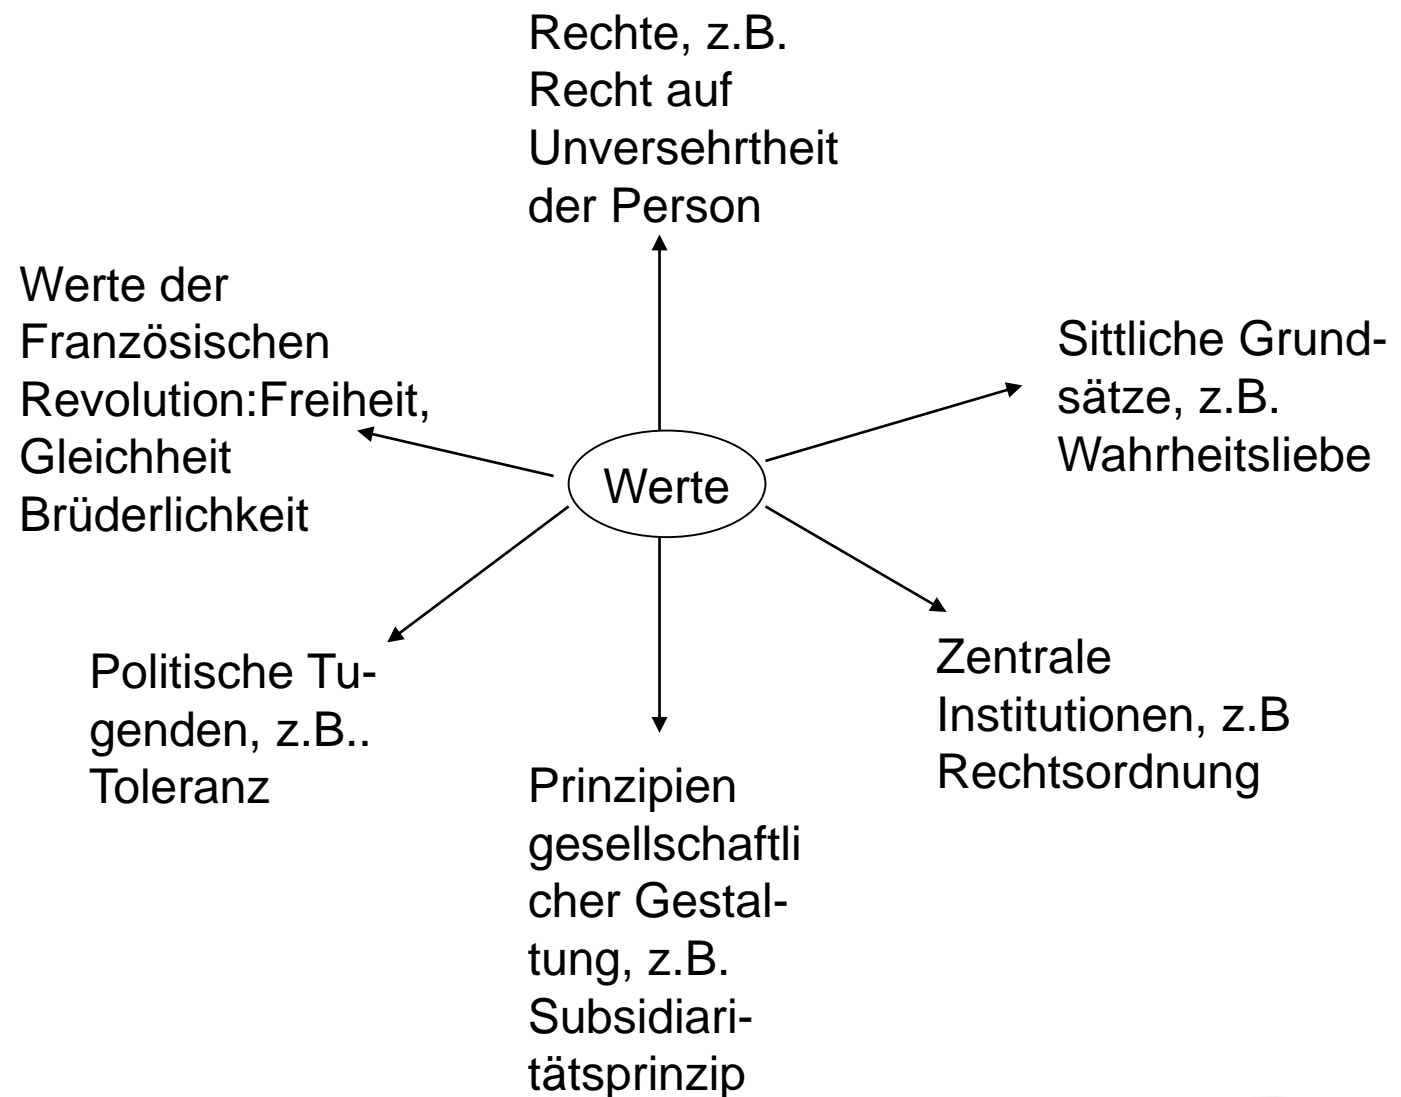 Rechte, z.B.
Recht auf
Unversehrtheit
der Person
Werte der
Französischen
Revolution:Freiheit,
Gleichheit
Brüderlichkeit
Sittliche Grund-
sätze, z.B.
Wahrheitsliebe
Werte
Politische Tu-
genden, z.B..
Toleranz
Zentrale
Institutionen, z.B
Rechtsordnung
Prinzipien
gesellschaftli
cher Gestal-
tung, z.B.
Subsidiari-
tätsprinzip